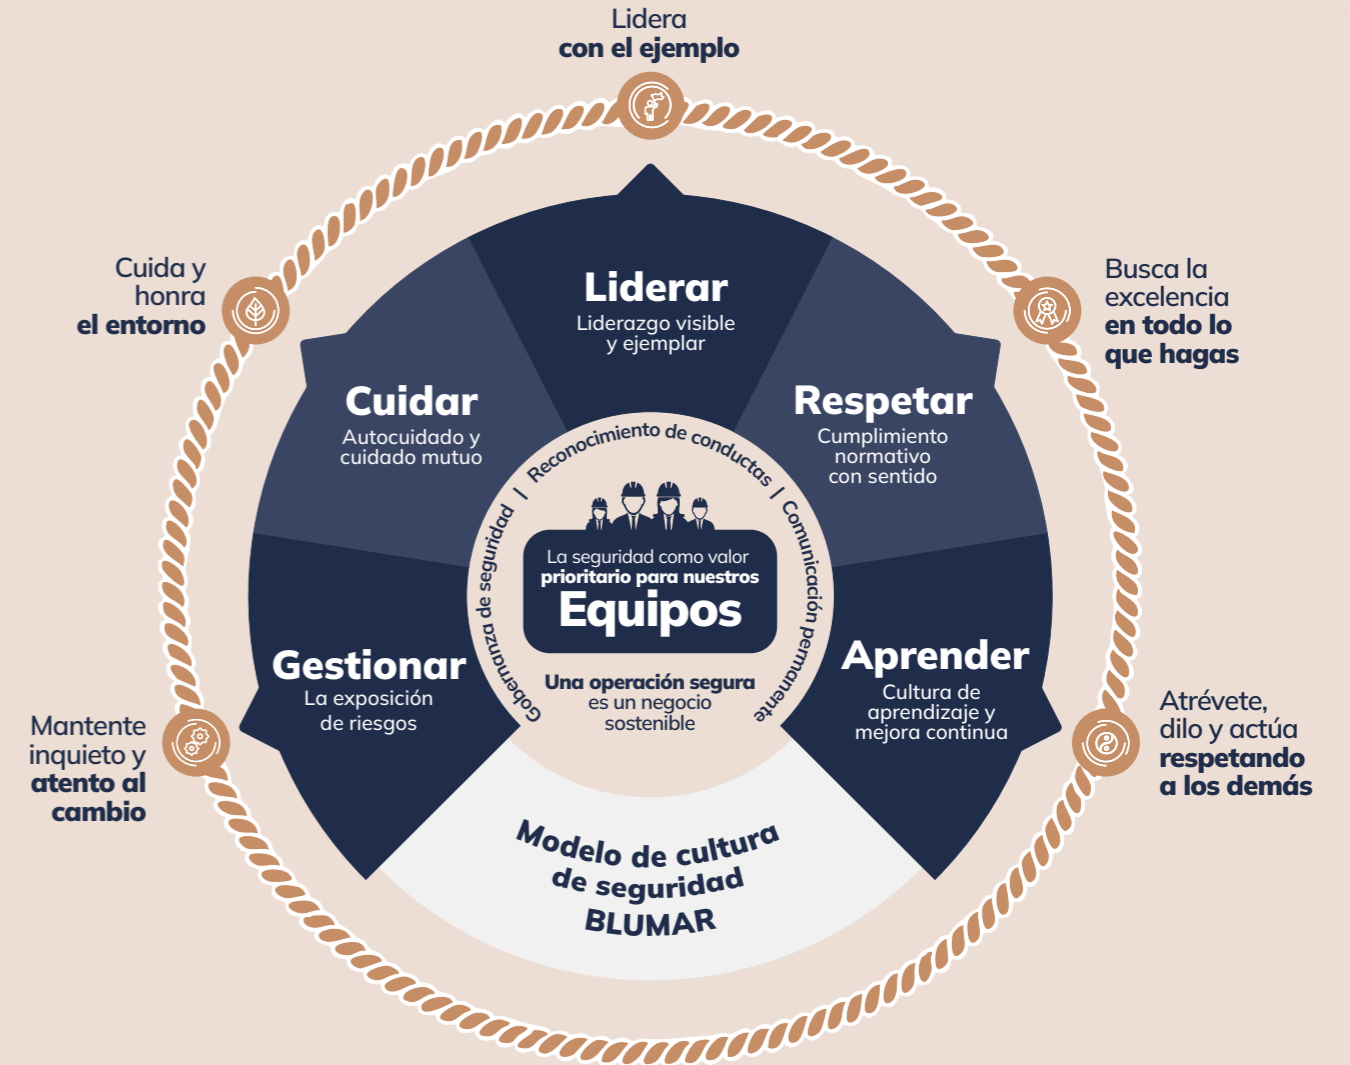 Lidera
con el ejemplo
Cuida y
honra
el entorno
Busca la
excelencia
en todo lo
que hagas
Liderar
Liderazgo visible
y ejemplar
Cuidar
Autocuidado y
cuidado mutuo
Respetar
Cumplimiento
normativo
con sentido
Gobernanza de seguridad | Reconocimiento de conductas | Comunicación permanente
La seguridad como valor
prioritario para nuestros
Equipos
Una operación segura
es un negocio
sostenible
Gestionar
La exposición
de riesgos
Aprender
Cultura de
aprendizaje y
mejora continua
Mantente
inquieto y
atento al
cambio
Atrévete,
dilo y actúa
respetando
a los demás
Modelo de cultura
de seguridad
BLUMAR